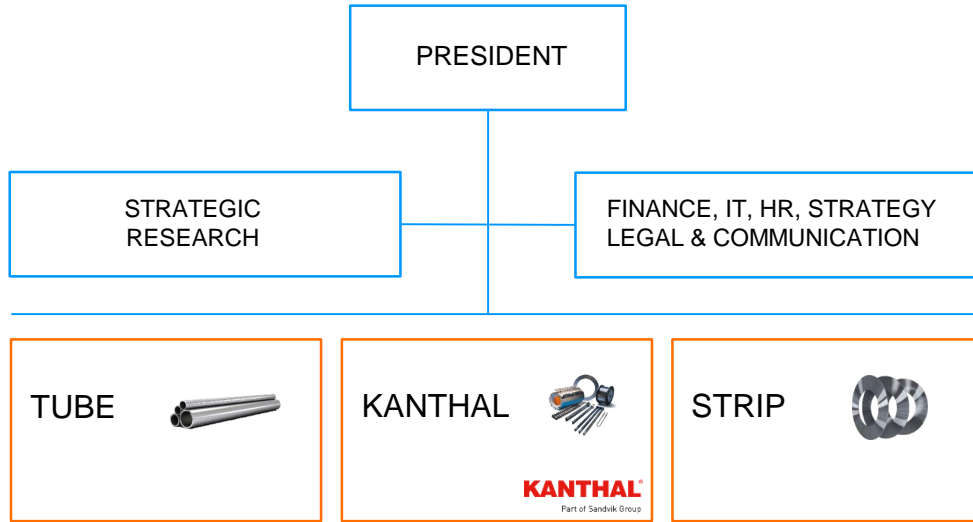 PRESIDENT
STRATEGIC
RESEARCH
FINANCE, IT, HR, STRATEGY
LEGAL & COMMUNICATION
TUBE
KANTHAL
KANTHAL®
Part of Sandvik Group
STRIP